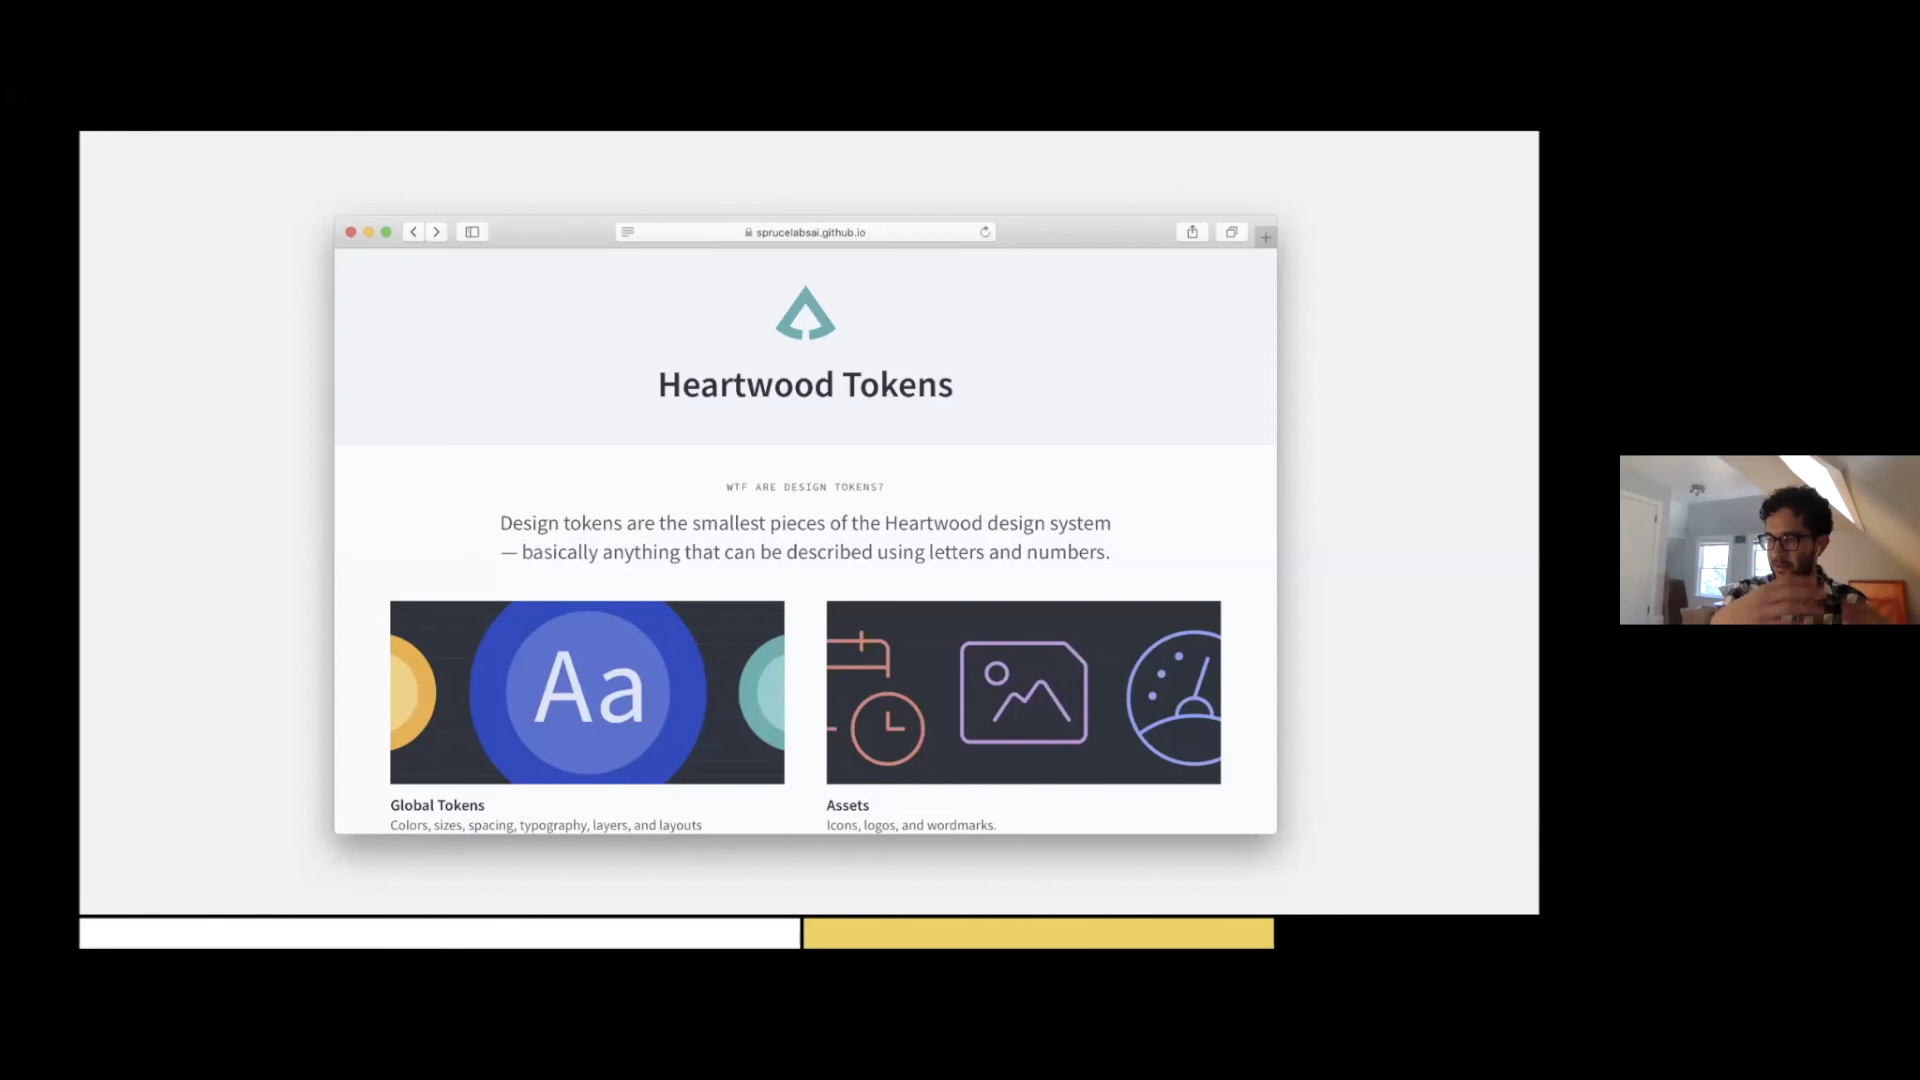 sprucelabsai.github.io
Heartwood Tokens
WTF ARE DESIGN TOKENS?
Design tokens are the smallest pieces of the Heartwood design system
— basically anything that can be described using letters and numbers.
Aa
Global Tokens
Colors, sizes, spacing, typography, layers, and layouts
Assets
Icons, logos, and wordmarks.